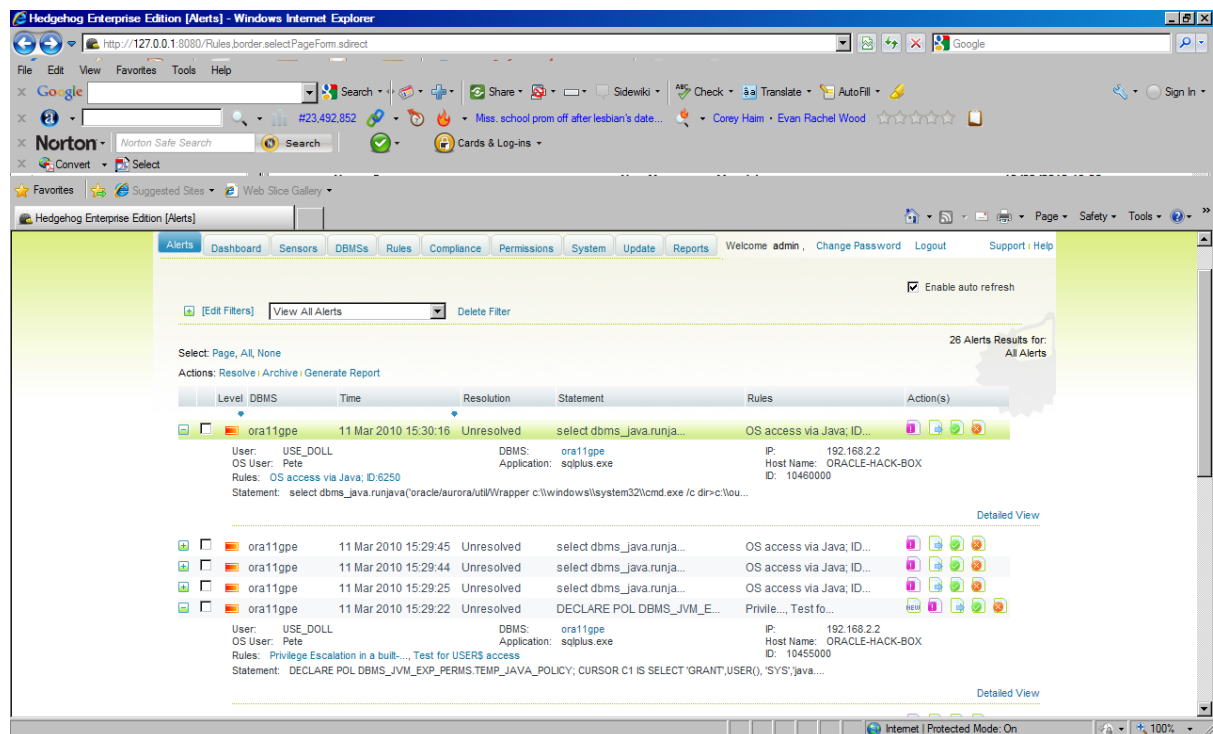 Hedgehog Enterprise Edition [Alerts] - Windows Internet Explorer
http://127.0.0.1:8080/Rules,border.selectPageForm.sdirect Google
File Edit View Favorites Tools Help
Google Search Share Sidewiki Check Translate AutoFill Sign In
#23,492,852 Miss. school prom off after lesbian's date... Corey Haim Evan Rachel Wood
Norton Norton Safe Search Search Cards & Log-ins
Convert Select
Favorites Suggested Sites Web Slice Gallery
Hedgehog Enterprise Edition [Alerts] Page Safety Tools
Alerts Dashboard Sensors DBMSs Rules Compliance Permissions System Update Reports Welcome admin , Change Password Logout Support | Help
Enable auto refresh
[Edit Filters] View All Alerts Delete Filter
26 Alerts Results for:
All Alerts
Select: Page, All, None
Actions: Resolve | Archive | Generate Report
Level DBMS Time Resolution Statement Rules Action(s)
ora11gpe 11 Mar 2010 15:30:16 Unresolved select dbms_java.runja... OS access via Java; ID...
User: USE_DOLL DBMS: ora11gpe IP: 192.168.2.2
OS User: Pete Application: sqlplus.exe Host Name: ORACLE-HACK-BOX
Rules: OS access via Java; ID:6250 ID: 10460000
Statement: select dbms_java.runjava('oracle/aurora/util/Wrapper c:\\windows\\system32\\cmd.exe /c dir>c:\\ou...
Detailed View
ora11gpe 11 Mar 2010 15:29:45 Unresolved select dbms_java.runja... OS access via Java; ID...
ora11gpe 11 Mar 2010 15:29:44 Unresolved select dbms_java.runja... OS access via Java; ID...
ora11gpe 11 Mar 2010 15:29:25 Unresolved select dbms_java.runja... OS access via Java; ID...
ora11gpe 11 Mar 2010 15:29:22 Unresolved DECLARE POL DBMS_JVM_E... Privile..., Test fo... NEW
User: USE_DOLL DBMS: ora11gpe IP: 192.168.2.2
OS User: Pete Application: sqlplus.exe Host Name: ORACLE-HACK-BOX
Rules: Privilege Escalation in a built-..., Test for USER$ access ID: 10455000
Statement: DECLARE POL DBMS_JVM_EXP_PERMS.TEMP_JAVA_POLICY; CURSOR C1 IS SELECT 'GRANT',USER(), 'SYS','java....
Detailed View
Internet | Protected Mode: On 100%